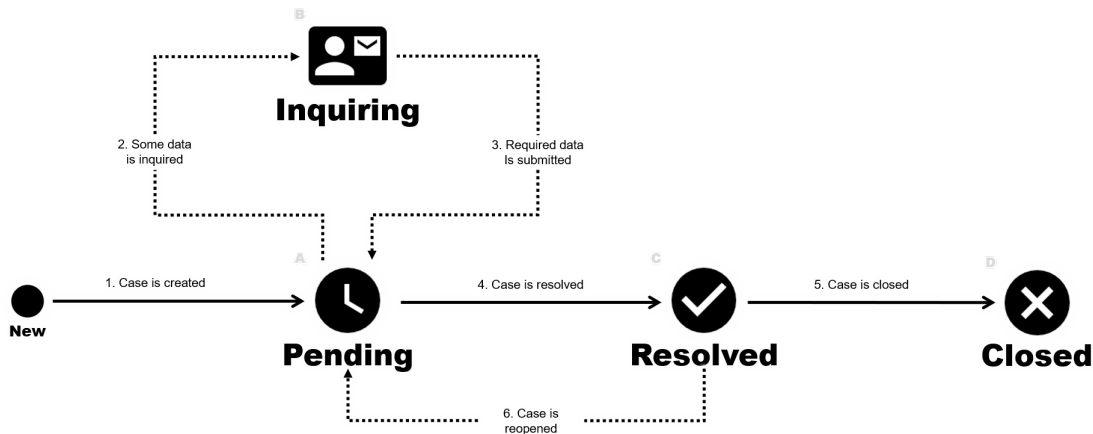 B
Inquiring
2. Some data
is inquired
3. Required data
Is submitted
A
C
D
1. Case is created
4. Case is resolved
5. Case is closed
New
Pending
Resolved
Closed
6. Case is
reopened